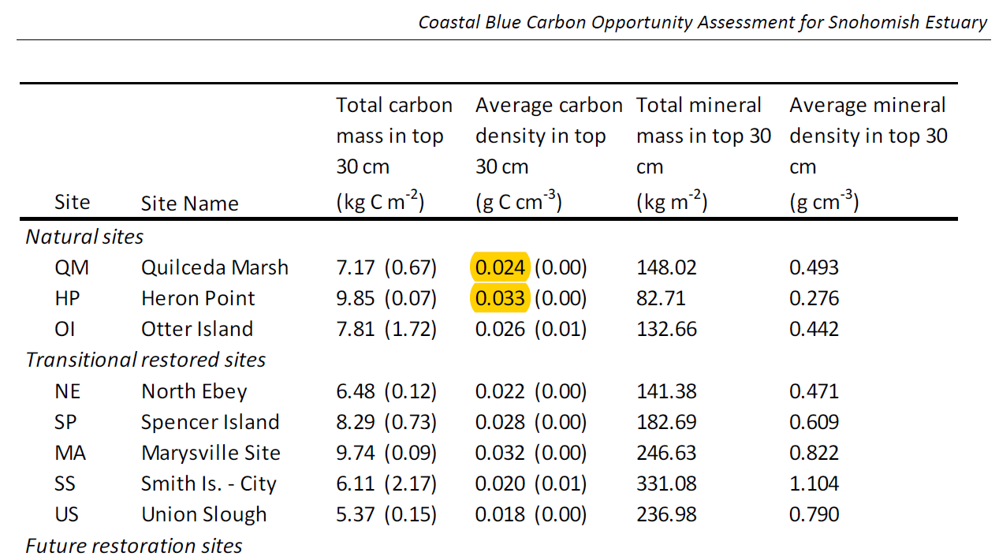 Coastal Blue Carbon Opportunity Assessment for Snohomish Estuary
Site Site Name Total carbon mass in top 30 cm (kg C m-2) Average carbon density in top 30 cm (g C cm-3) Total mineral mass in top 30 cm (kg m-2) Average mineral density in top 30 cm (g cm-3)
Natural sites
QM Quilceda Marsh 7.17 (0.67) 0.024 (0.00) 148.02 0.493
HP Heron Point 9.85 (0.07) 0.033 (0.00) 82.71 0.276
OI Otter Island 7.81 (1.72) 0.026 (0.01) 132.66 0.442
Transitional restored sites
NE North Ebey 6.48 (0.12) 0.022 (0.00) 141.38 0.471
SP Spencer Island 8.29 (0.73) 0.028 (0.00) 182.69 0.609
MA Marysville Site 9.74 (0.09) 0.032 (0.00) 246.63 0.822
SS Smith Is. - City 6.11 (2.17) 0.020 (0.01) 331.08 1.104
US Union Slough 5.37 (0.15) 0.018 (0.00) 236.98 0.790
Future restoration sites